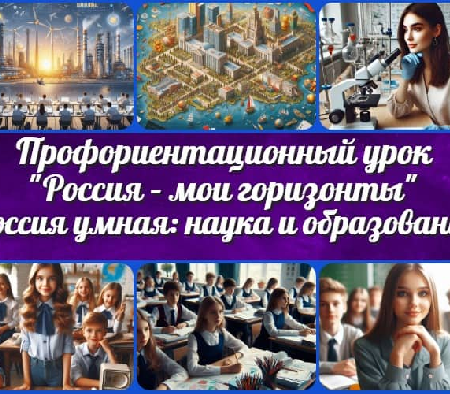 Профориентационный урок
"Россия - мои горизонты"
оссия умная: наука и образован